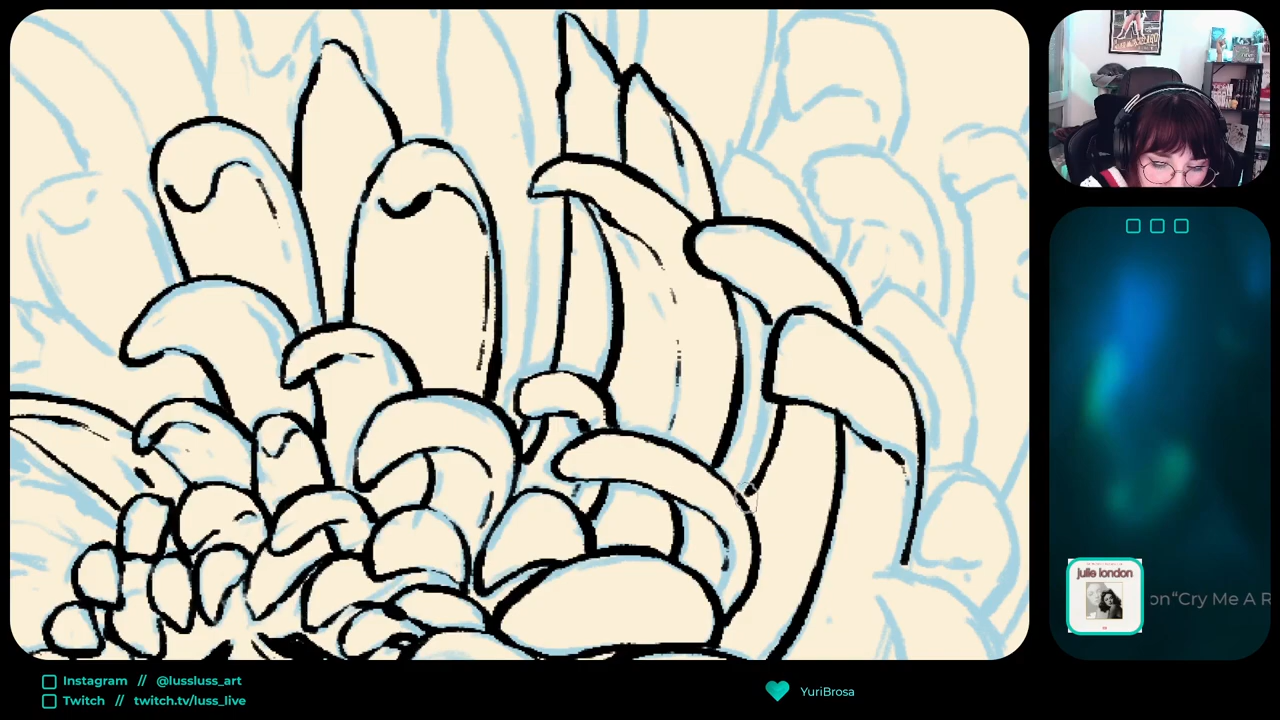 julie london
on“Cry Me A R
Instagram // @lussluss_art
Twitch // twitch.tv/luss_live
YuriBrosa